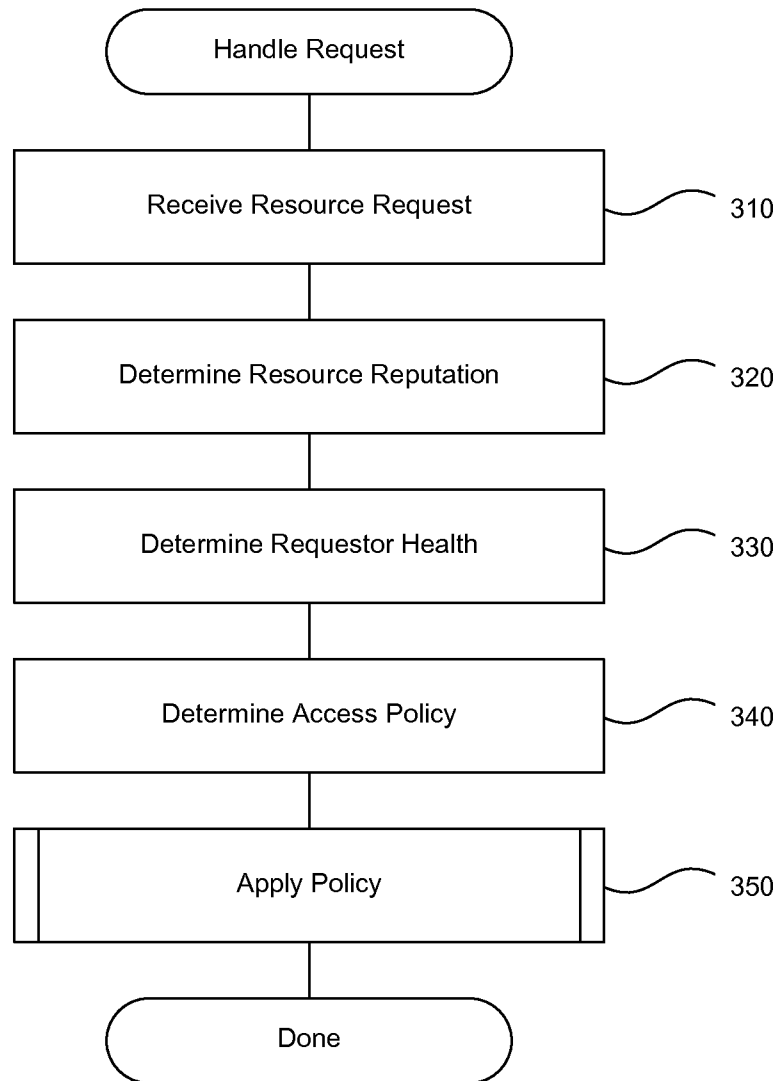 Handle Request
Receive Resource Request
310
Determine Resource Reputation
320
Determine Requestor Health
330
Determine Access Policy
340
Apply Policy
350
Done